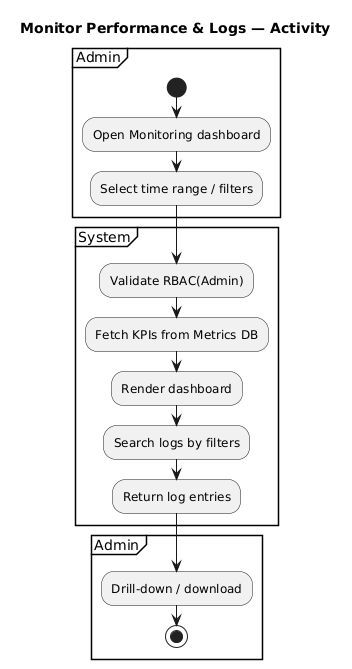 Monitor Performance & Logs — Activity
Admin
Open Monitoring dashboard
Select time range / filters
System
Validate RBAC(Admin)
Fetch KPIs from Metrics DB
Render dashboard
Search logs by filters
Return log entries
Admin
Drill-down / download